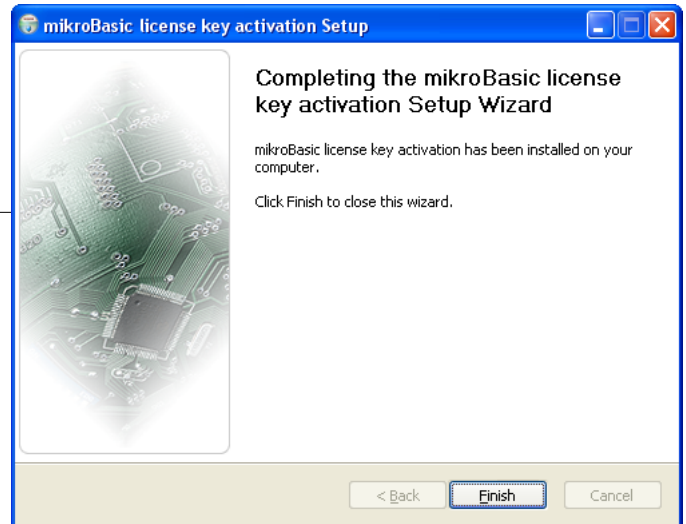 mikroBasic license key activation Setup
Completing the mikroBasic license
key activation Setup Wizard
mikroBasic license key activation has been installed on your
computer.
Click Finish to close this wizard.
< Back Finish Cancel